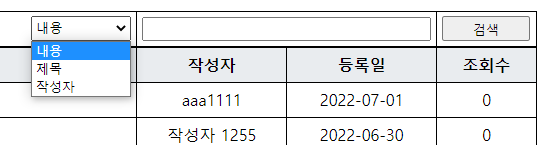 내용 검색
내용
제목
작성자
작성자 등록일 조회수
aaa1111 2022-07-01 0
작성자 1255 2022-06-30 0